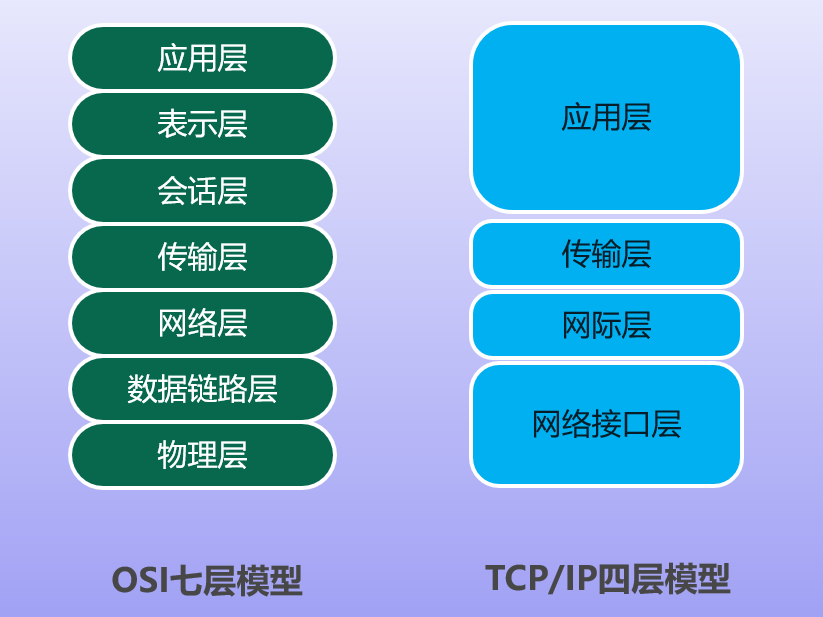 应用层
表示层
会话层
传输层
网络层
数据链路层
物理层
OSI七层模型
应用层
传输层
网际层
网络接口层
TCP/IP四层模型